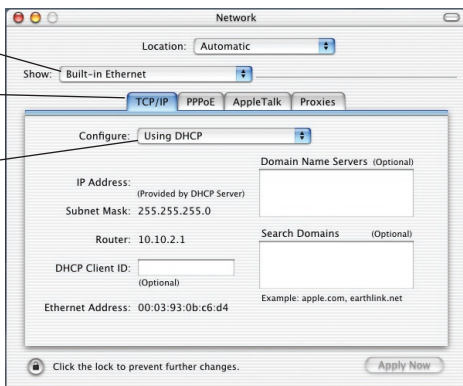 Network
Location: Automatic
Show: Built-in Ethernet
TCP/IP PPPoE AppleTalk Proxies
Configure: Using DHCP
Domain Name Servers (Optional)
IP Address:
(Provided by DHCP Server)
Subnet Mask: 255.255.255.0
Router: 10.10.2.1
Search Domains (Optional)
DHCP Client ID:
(Optional)
Example: apple.com, earthlink.net
Ethernet Address: 00:03:93:0b:c6:d4
Click the lock to prevent further changes.
Apply Now